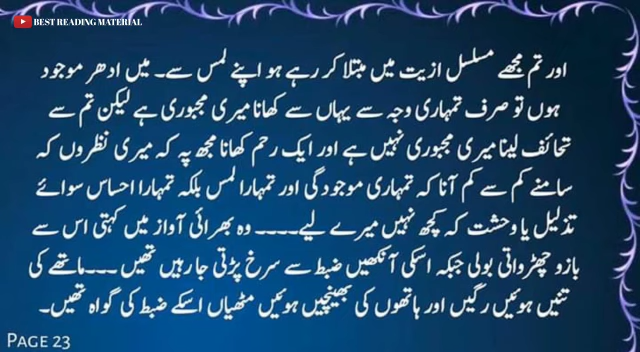 BEST READING MATERIAL
اور تم مجھے مسلسل ازیت میں مبتلا کر رہے ہو اپنے لمس سے۔ میں ادھر موجود
ہوں تو صرف تمہاری وجہ سے یہاں سے کھانا میری مجبوری ہے لیکن تم سے
تحائف لینا میری مجبوری نہیں ہے اور ایک رحم کھانا مجھ پہ کہ میری نظروں کہ
سامنے کم سے کم آنا کہ تمہاری موجودگی اور تمہارا لمس بلکہ تمہارا احساس سوائے
تذلیل یا وحشت کہ کچھ نہیں میرے لیے۔۔۔۔ وہ بھرائی آواز میں کہتی اس سے
بازو چھڑواتی بولی جبکہ اسکی آنکھیں ضبط سے سرخ پڑتی جا رہیں تھیں ۔۔۔ماتھے کی
تنیں ہوئیں رگیں اور ہاتھوں کی بھینچیں ہوئیں مٹھیاں اسکے ضبط کی گواہ تھیں۔
PAGE 23